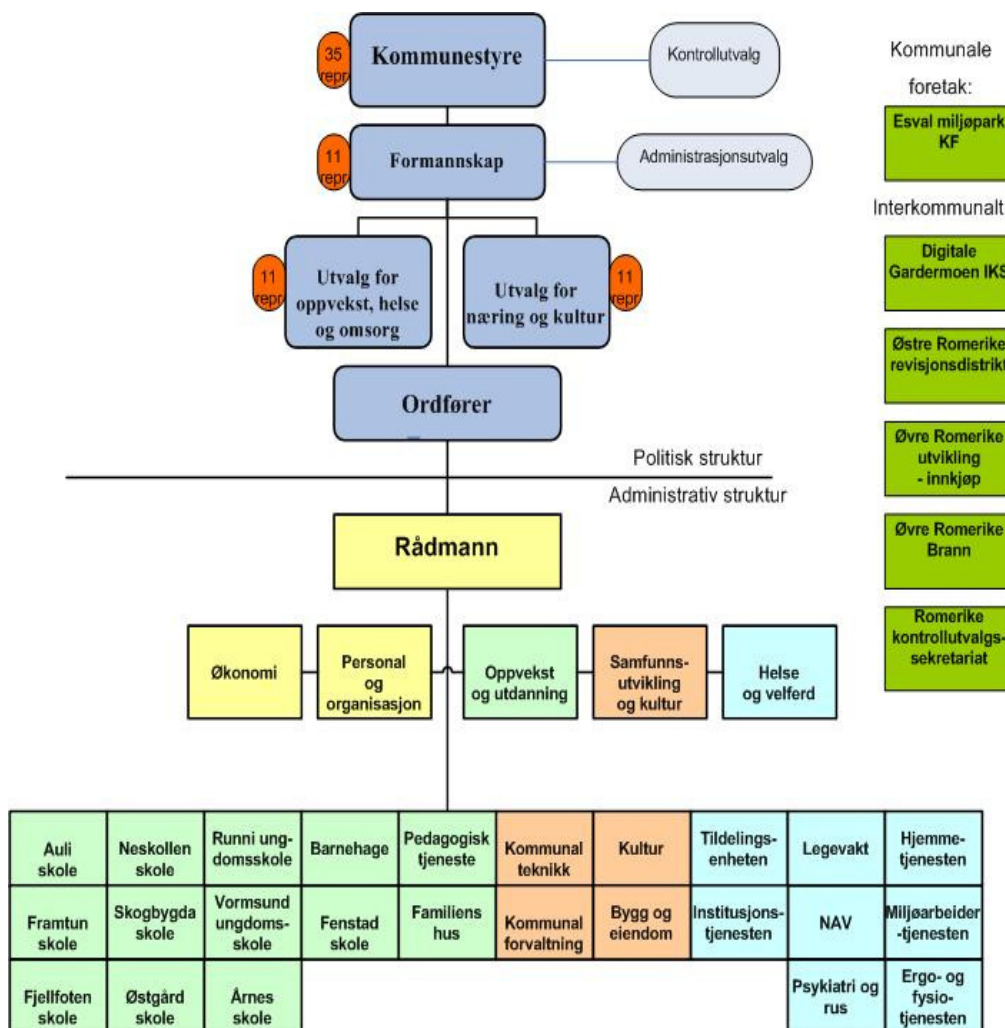 35
repr
Kommunestyre
Kontrollutvalg
11
repr
Formannskap
Administrasjonsutvalg
11
repr
Utvalg for
oppvekst, helse
og omsorg
Utvalg for
næring og kultur
11
repr
Ordfører
Politisk struktur
Administrativ struktur
Rådmann
Økonomi
Personal
og
organisasjon
Oppvekst
og utdanning
Samfunns-
utvikling
og kultur
Helse
og velferd
Kommunale
foretak:
Esval miljøpark
KF
Interkommunalt
Digitale
Gardermoen IKS
Østre Romerike
revisjonsdistrikt
Øvre Romerike
utvikling
- innkjøp
Øvre Romerike
Brann
Romerike
kontrollutvalgs-
sekretariat
Auli
skole
Neskollen
skole
Runni ung-
domsskole
Barnehage
Pedagogisk
tjeneste
Kommunal
teknikk
Kultur
Tildelings-
enheten
Legevakt
Hjemme-
tjenesten
Framtun
skole
Skogbygda
skole
Vormsund
ungdoms-
skole
Fenstad
skole
Familiens
hus
Kommunal
forvaltning
Bygg og
eiendom
Institusjons-
tjenesten
NAV
Miljøarbeider
-tjenesten
Fjellfoten
skole
Østgård
skole
Årnes
skole
Psykiatri og
rus
Ergo- og
fysio-
tjenesten